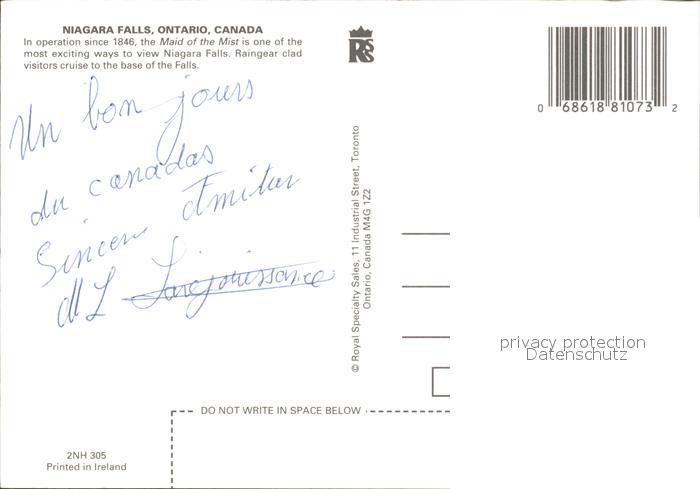 NIAGARA FALLS, ONTARIO, CANADA
In operation since 1846, the Maid of the Mist is one of the
most exciting ways to view Niagara Falls. Raingear clad
visitors cruise to the base of the Falls.
Un bon jours
du canadas
Sincer
M L
© Royal Specialty Sales, 11 Industrial Street, Toronto
Ontario, Canada M4G 1Z2
RSS
0 68618 81073 2
privacy protection
Datenschutz
DO NOT WRITE IN SPACE BELOW
2NH 305
Printed in Ireland